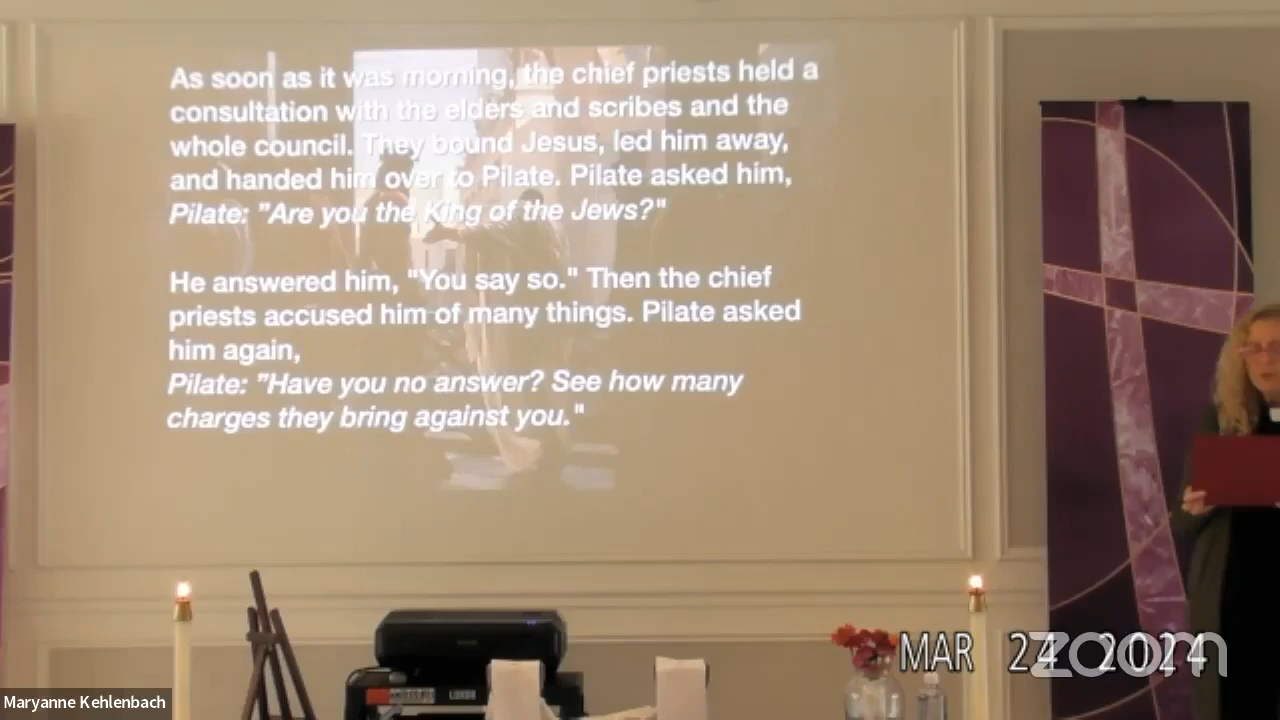 As soon as it was morning, the chief priests held a
consultation with the elders and scribes and the
whole council. They bound Jesus, led him away,
and handed him over to Pilate. Pilate asked him,
Pilate: "Are you the King of the Jews?"
He answered him, "You say so." Then the chief
priests accused him of many things. Pilate asked
him again,
Pilate: "Have you no answer? See how many
charges they bring against you."
MAR 24 2024
zoom
Maryanne Kehlenbach